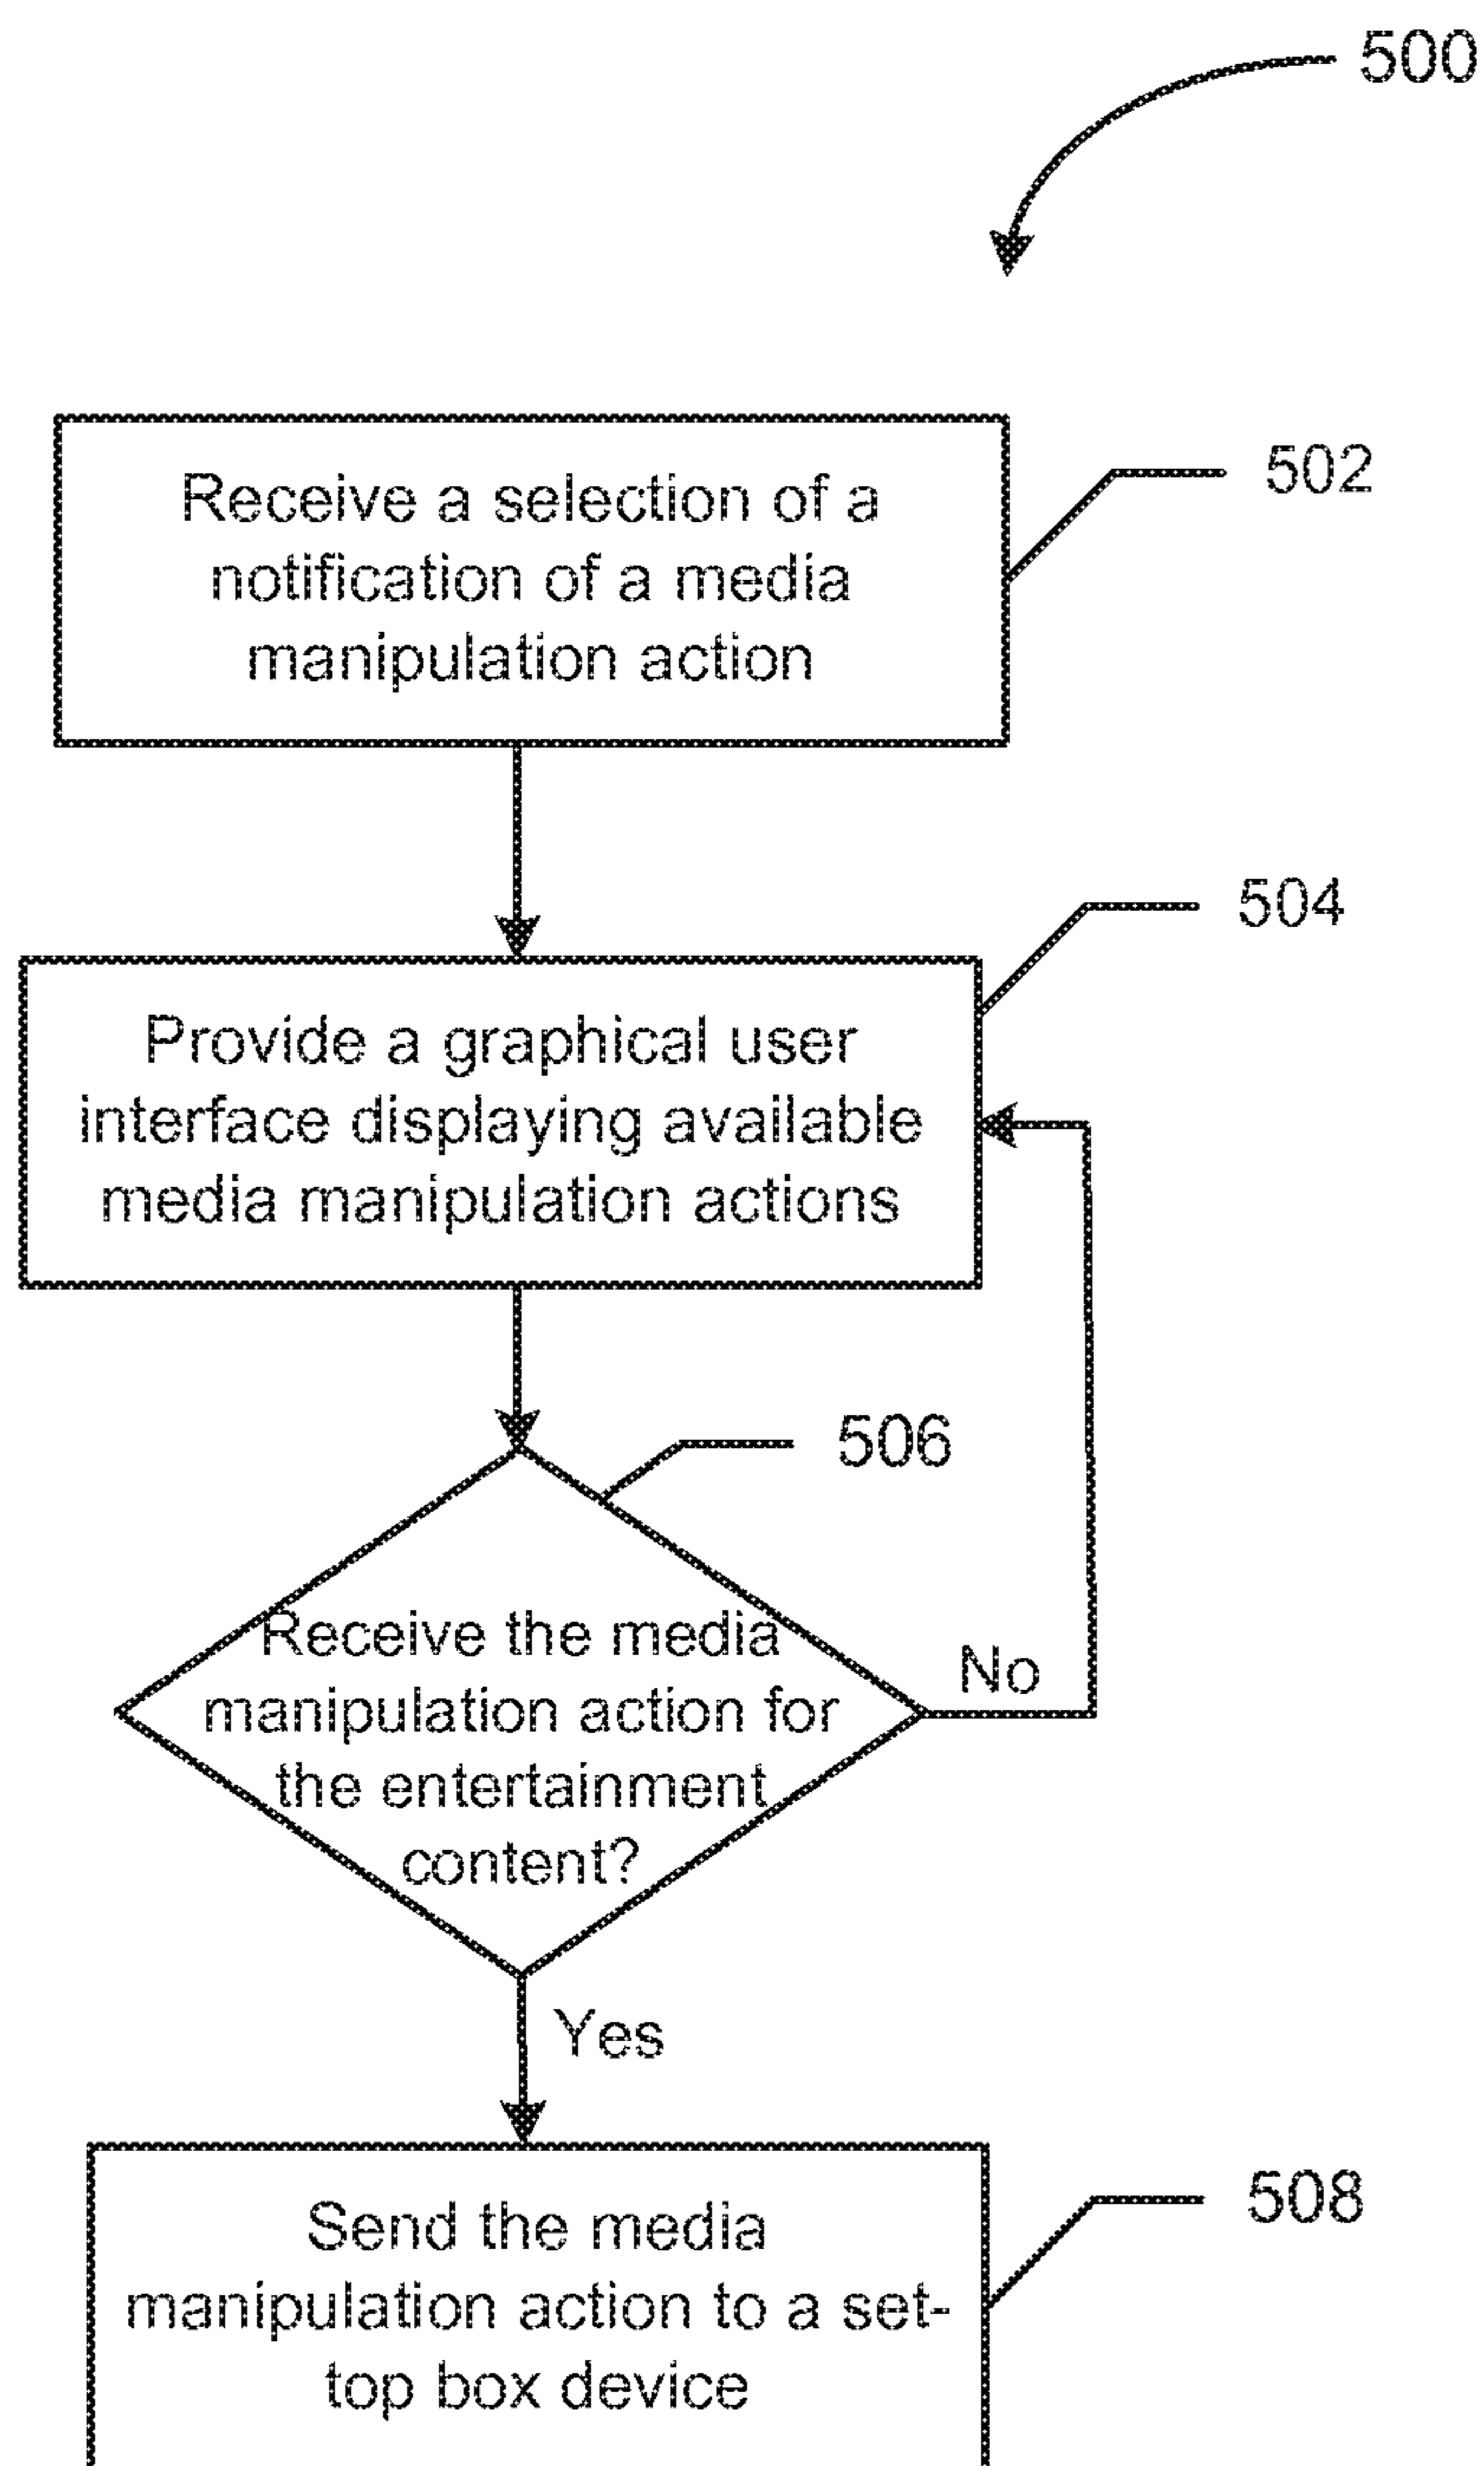 500
Receive a selection of a
notification of a media
manipulation action
502
504
Provide a graphical user
interface displaying available
media manipulation actions
506
Receive the media
manipulation action for
the entertainment
content?
No
Yes
Send the media
manipulation action to a set-
top box device
508